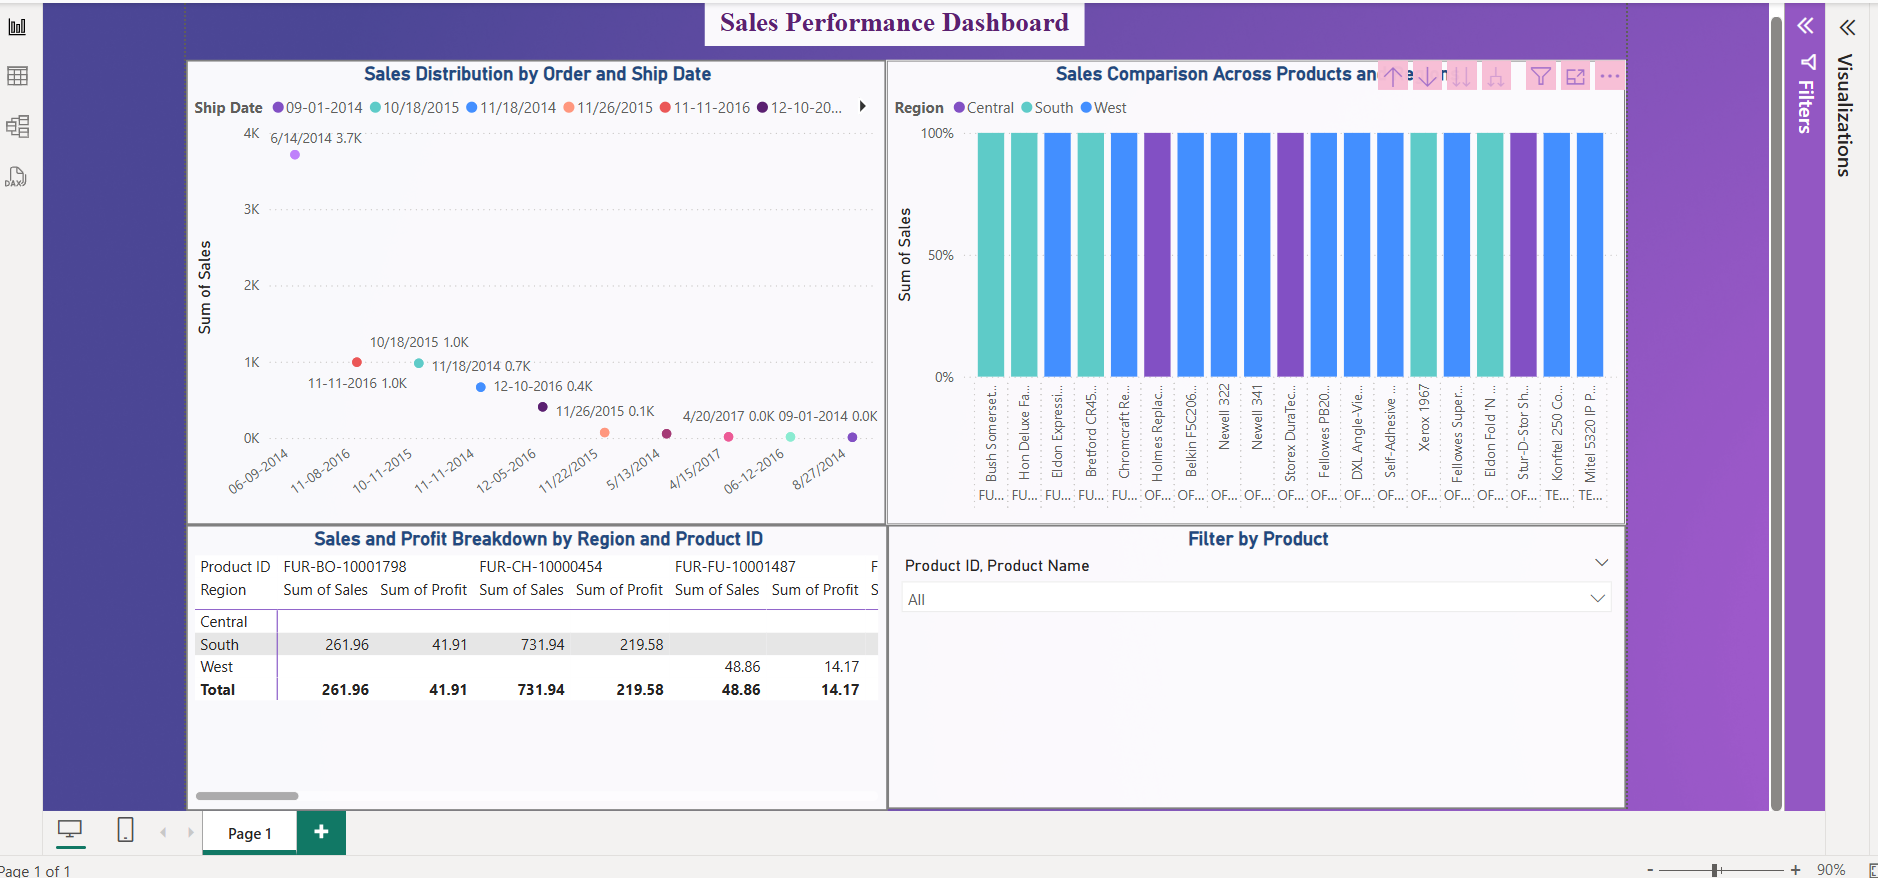 Sales Performance Dashboard
Sales Distribution by Order and Ship Date
Ship Date 09-01-2014 10/18/2015 11/18/2014 11/26/2015 11-11-2016 12-10-20...
Sum of Sales
4K
3K
2K
1K
0K
6/14/2014 3.7K
10/18/2015 1.0K
11-11-2016 1.0K
11/18/2014 0.7K
12-10-2016 0.4K
11/26/2015 0.1K
4/20/2017 0.0K 09-01-2014 0.0K
06-09-2014
11-08-2016
10-11-2015
11-11-2014
12-05-2016
11/22/2015
5/13/2014
4/15/2017
06-12-2016
8/27/2014
Sales Comparison Across Products an
Region Central South West
Sum of Sales
100%
50%
0%
Bush Somerset...
Hon Deluxe Fa...
Eldon Expressi...
Bretford CR45...
Chromcraft Re...
Holmes Replac...
Belkin F5C206...
Newell 322
Newell 341
Storex DuraTec...
Fellowes PB20...
DXL Angle-Vie...
Self-Adhesive ...
Xerox 1967
Fellowes Super...
Eldon Fold 'N ...
Stur-D-Stor Sh...
Konftel 250 Co...
Mitel 5320 IP P...
FU... FU... FU... FU... FU... OF... OF... OF... OF... OF... OF... OF... OF... OF... OF... OF... OF... TE... TE...
Sales and Profit Breakdown by Region and Product ID
Product ID FUR-BO-10001798 FUR-CH-10000454 FUR-FU-10001487 F
Region Sum of Sales Sum of Profit Sum of Sales Sum of Profit Sum of Sales Sum of Profit S
Central
South 261.96 41.91 731.94 219.58
West 48.86 14.17
Total 261.96 41.91 731.94 219.58 48.86 14.17
Filter by Product
Product ID, Product Name
All
Filters
Visualizations
DAX
Page 1
Page 1 of 1
- + 90%